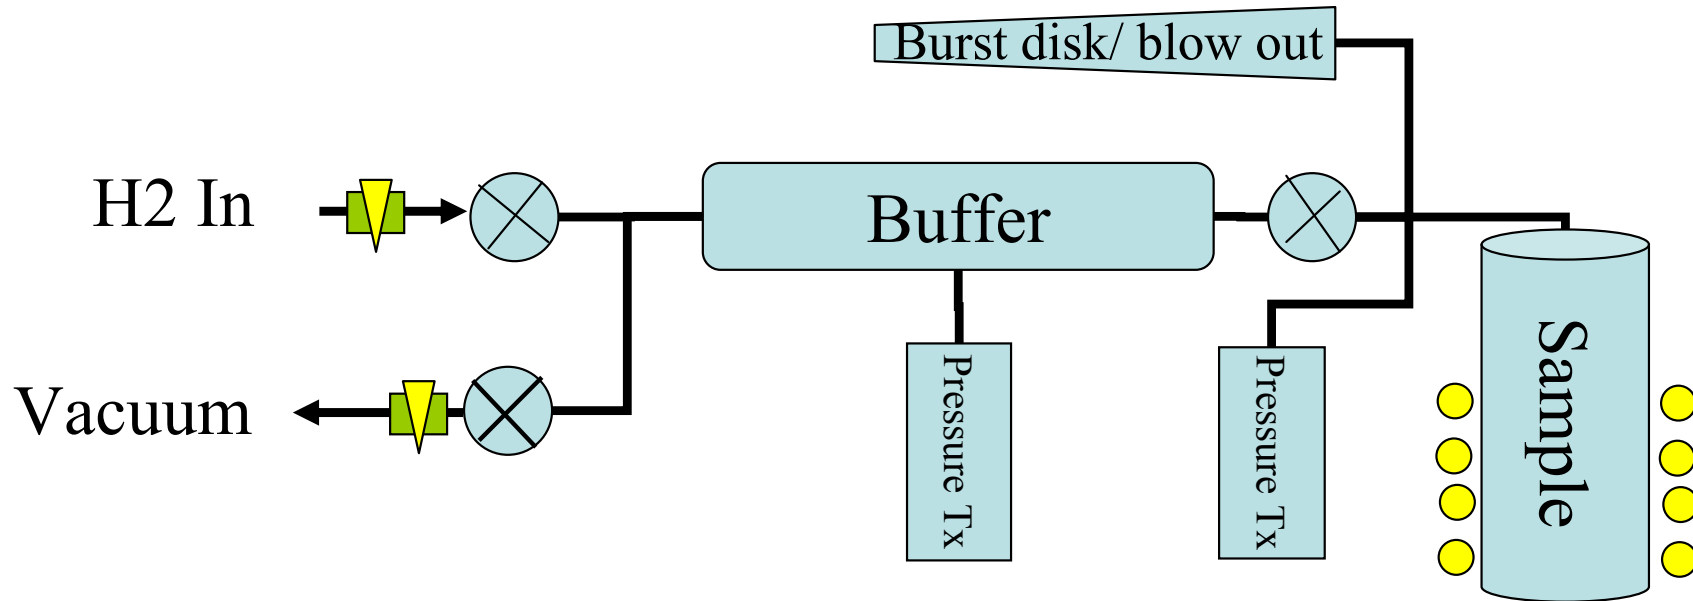 Burst disk/ blow out
H2 In
Buffer
Vacuum
Pressure Tx
Pressure Tx
Sample